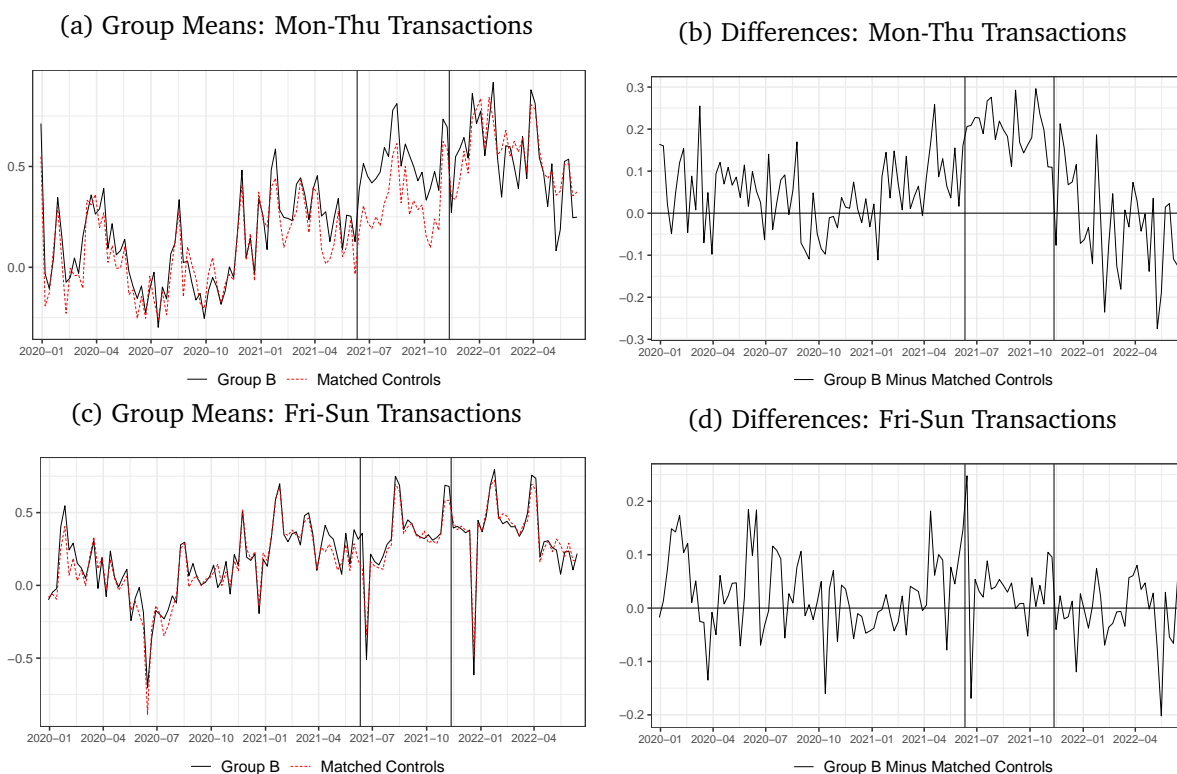 (a) Group Means: Mon-Thu Transactions
0.5
0.0
2020−01 2020−04 2020−07 2020−10 2021−01 2021−04 2021−07 2021−10 2022−01 2022−04
Group B Matched Controls
(b) Differences: Mon-Thu Transactions
0.3
0.2
0.1
0.0
−0.1
−0.2
−0.3
2020−01 2020−04 2020−07 2020−10 2021−01 2021−04 2021−07 2021−10 2022−01 2022−04
Group B Minus Matched Controls
(c) Group Means: Fri-Sun Transactions
0.5
0.0
−0.5
2020−01 2020−04 2020−07 2020−10 2021−01 2021−04 2021−07 2021−10 2022−01 2022−04
Group B Matched Controls
(d) Differences: Fri-Sun Transactions
0.2
0.1
0.0
−0.1
−0.2
2020−01 2020−04 2020−07 2020−10 2021−01 2021−04 2021−07 2021−10 2022−01 2022−04
Group B Minus Matched Controls